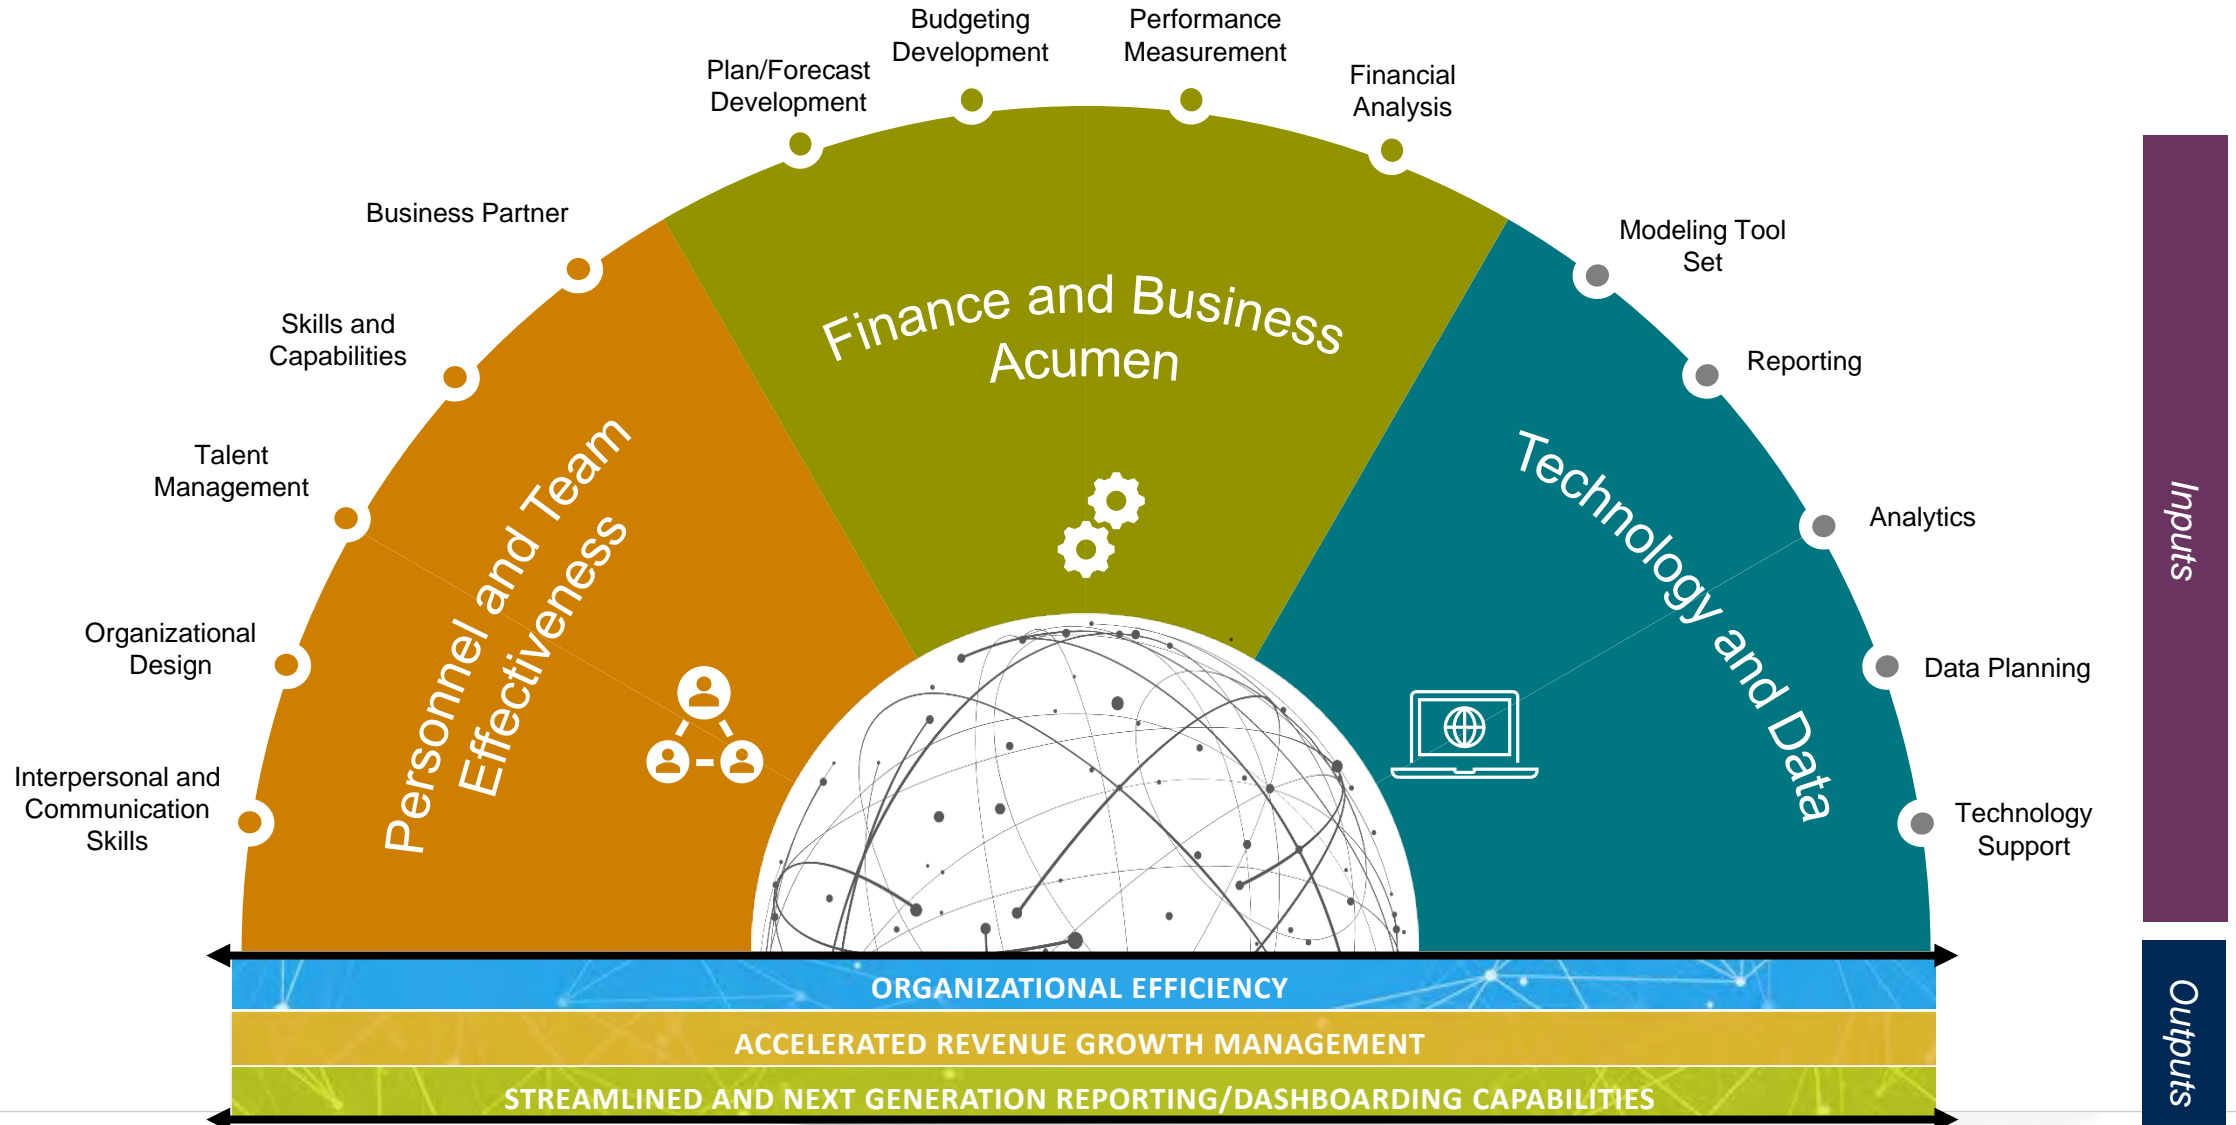 Budgeting
Development
Performance
Measurement
Plan/Forecast
Development
Financial
Analysis
Business Partner
Modeling Tool
Set
Skills and
Capabilities
Reporting
Talent
Management
Analytics
Organizational
Design
Data Planning
Interpersonal and
Communication
Skills
Technology
Support
Personnel and Team
Effectiveness
Finance and Business
Acumen
Technology and Data
Inputs
ORGANIZATIONAL EFFICIENCY
ACCELERATED REVENUE GROWTH MANAGEMENT
STREAMLINED AND NEXT GENERATION REPORTING/DASHBOARDING CAPABILITIES
Outputs